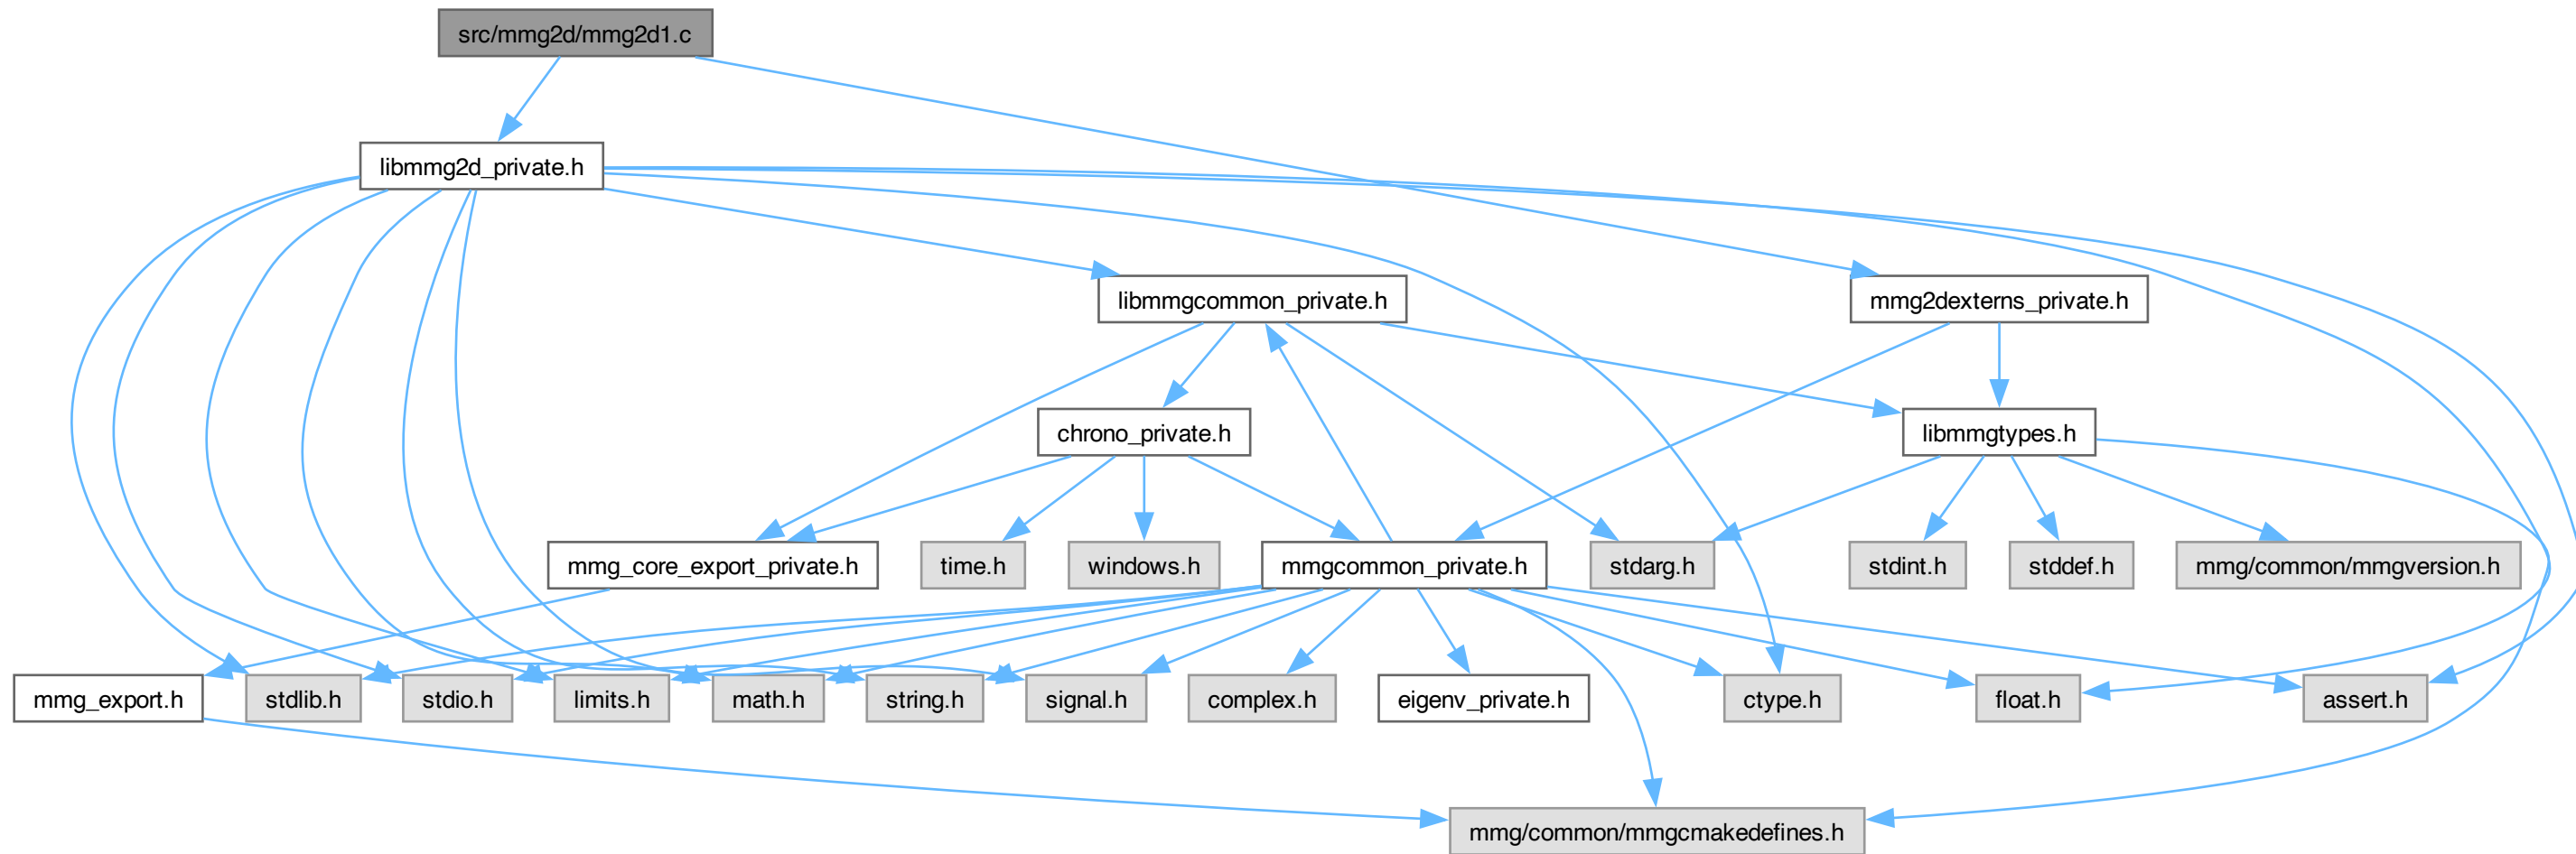 src/mmg2d/mmg2d1.c
libmmg2d_private.h
libmmgcommon_private.h
mmg2dexterns_private.h
chrono_private.h
libmmgtypes.h
mmg_core_export_private.h
time.h
windows.h
mmgcommon_private.h
stdarg.h
stdint.h
stddef.h
mmg/common/mmgversion.h
mmg_export.h
stdlib.h
stdio.h
limits.h
math.h
string.h
signal.h
complex.h
eigenv_private.h
ctype.h
float.h
assert.h
mmg/common/mmgcmakedefines.h